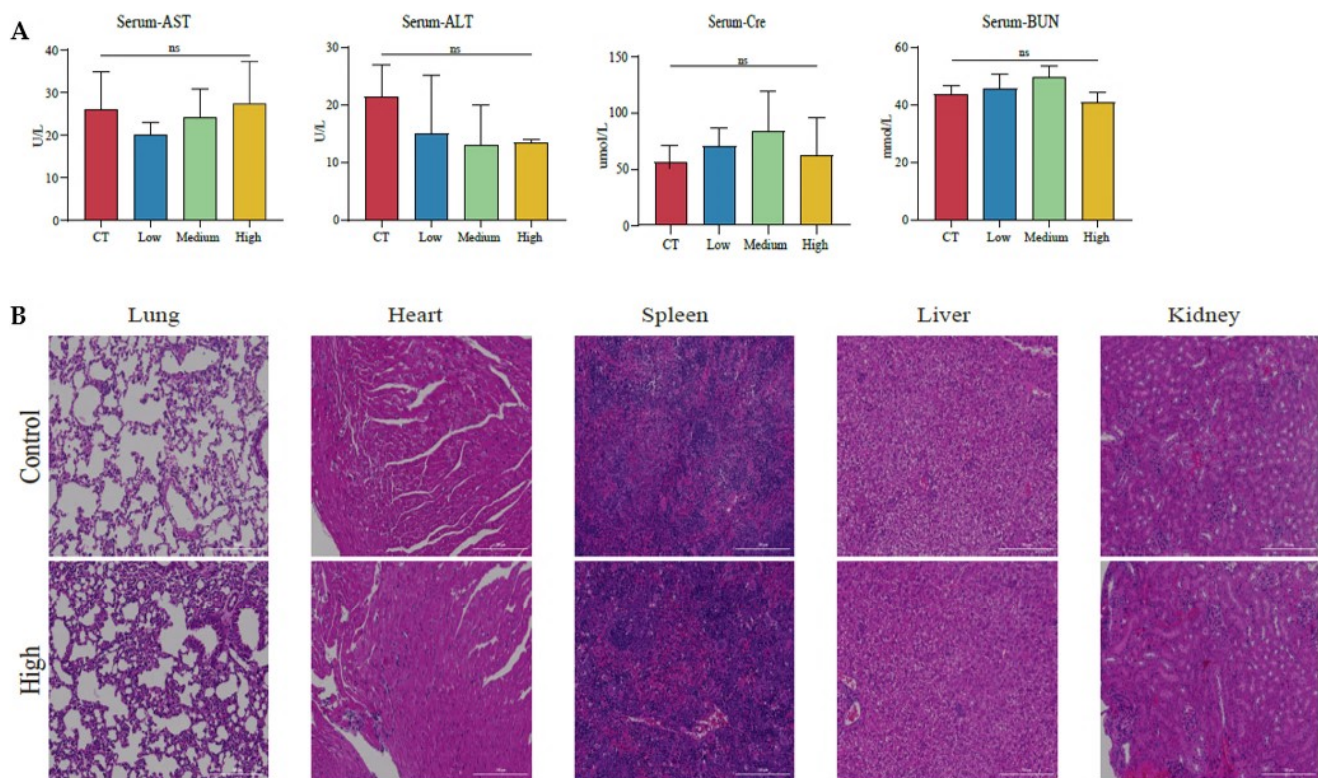 A
Serum-AST
ns
40
30
20
10
0
U/L
CT Low Medium High
Serum-ALT
ns
30
20
10
0
U/L
CT Low Medium High
Serum-Cre
ns
150
100
50
0
umol/L
CT Low Medium High
Serum-BUN
ns
60
40
20
0
mmol/L
CT Low Medium High
B
Lung Heart Spleen Liver Kidney
Control
High